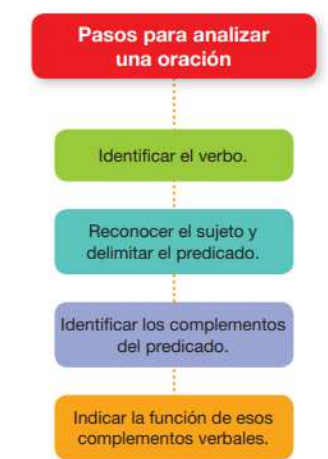 Pasos para analizar
una oración
Identificar el verbo.
Reconocer el sujeto y
delimitar el predicado.
Identificar los complementos
del predicado.
Indicar la función de esos
complementos verbales.